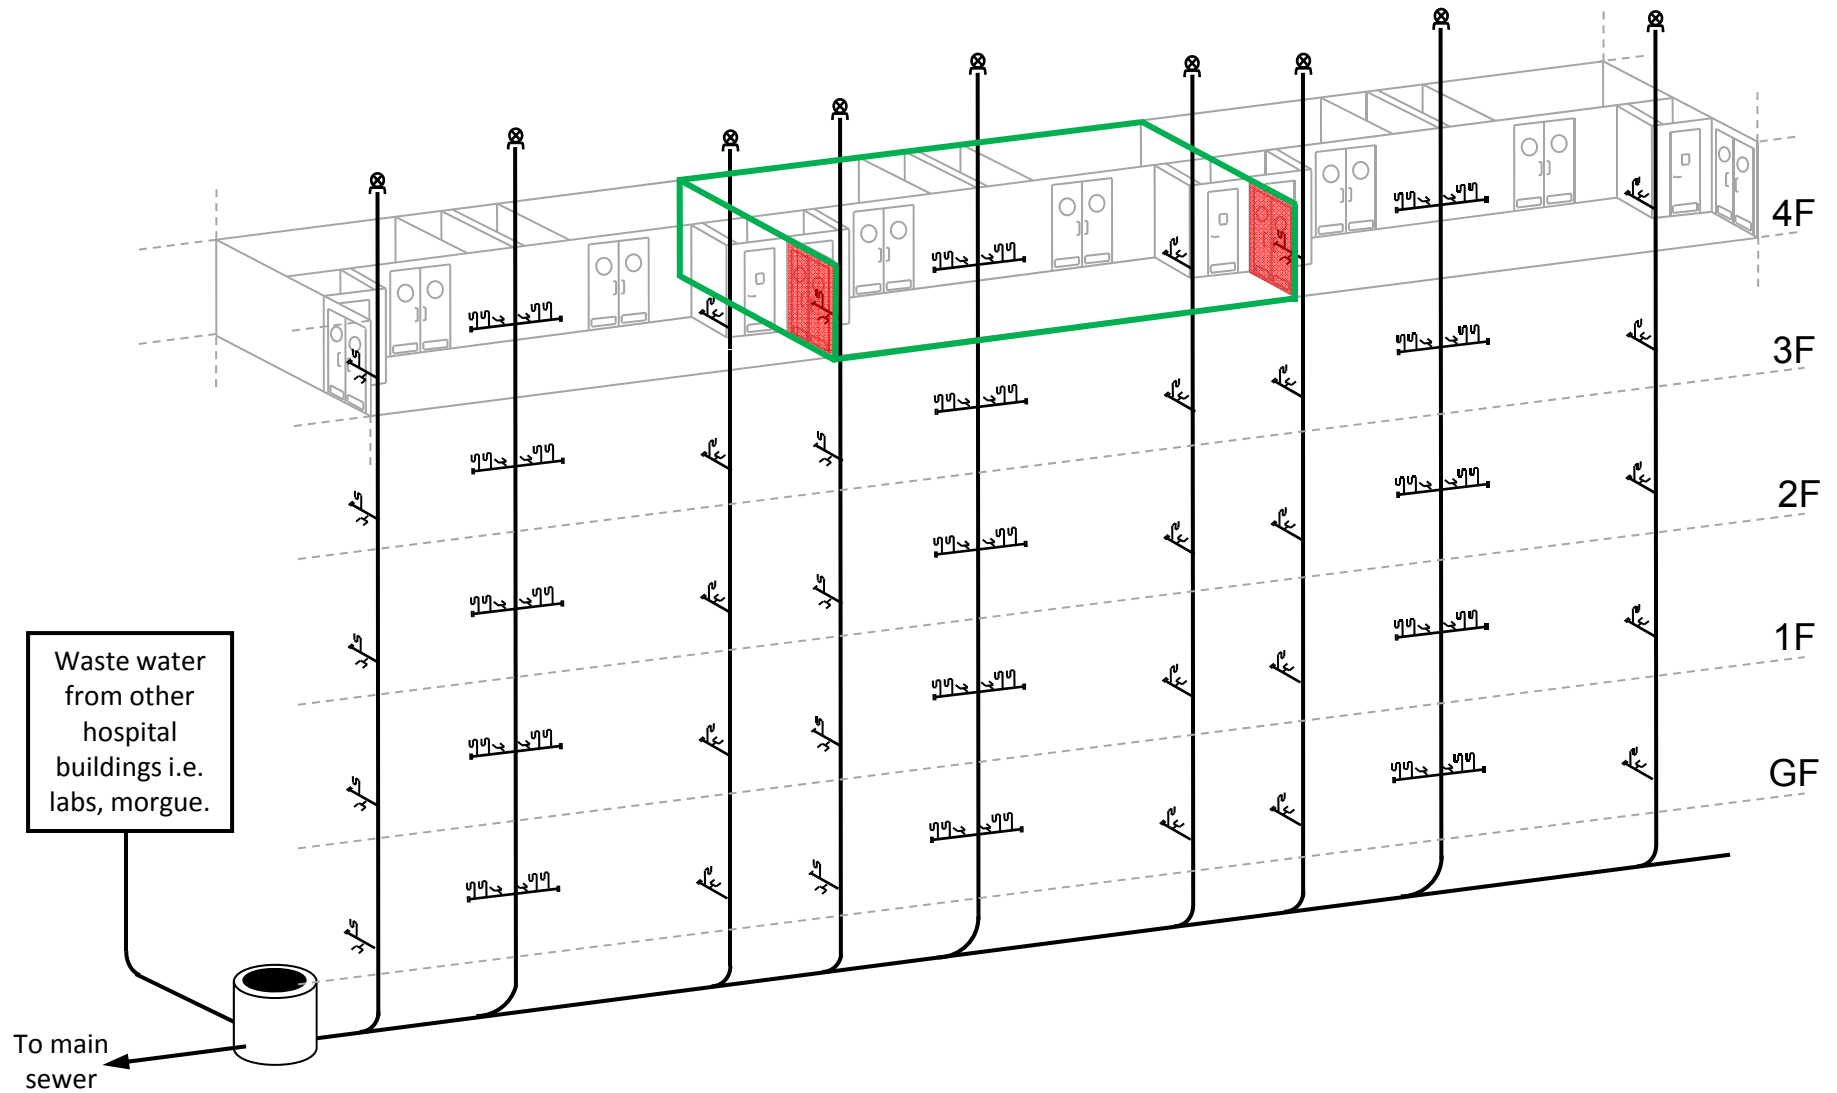 4F
3F
2F
1F
GF
Waste water
from other
hospital
buildings i.e.
labs, morgue.
To main
sewer